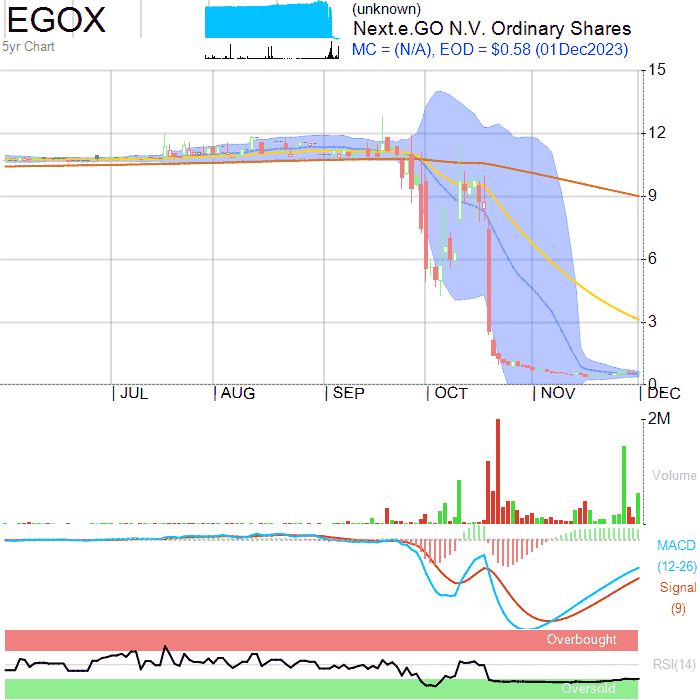 EGOX
5yr Chart
(unknown)
Next.e.GO N.V. Ordinary Shares
MC = (N/A), EOD = $0.58 (01Dec2023)
15
12
9
6
3
0
JUL
AUG
SEP
OCT
NOV
DEC
2M
Volume
MACD
(12-26)
Signal
(9)
Overbought
RSI(14)
Oversold